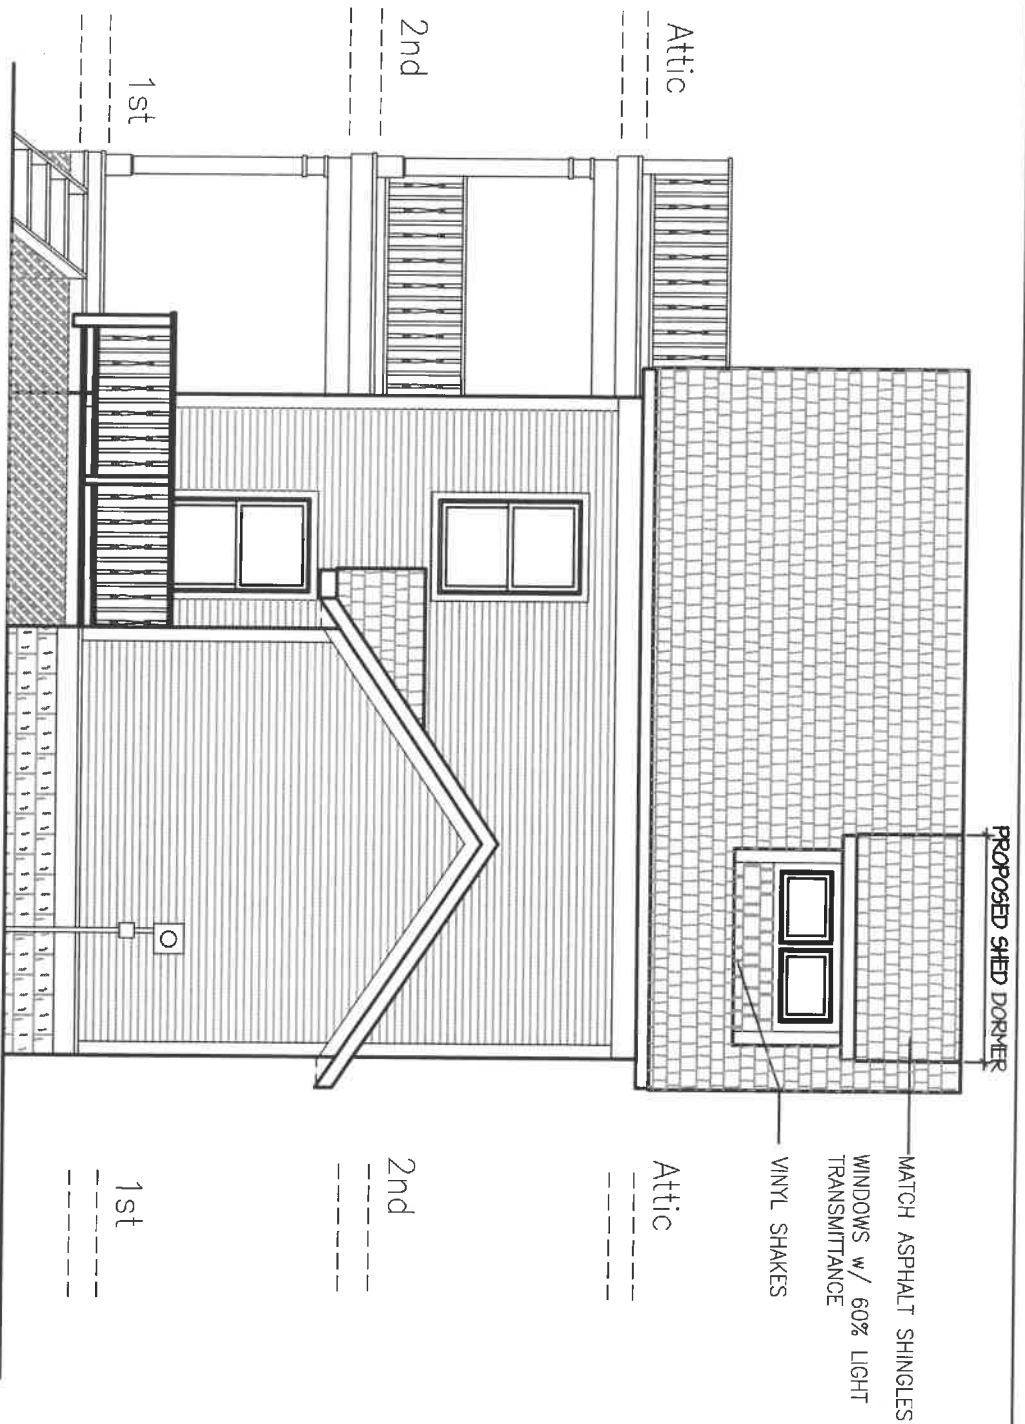 PROPOSED SHED DORMER
MATCH ASPHALT SHINGLES
WINDOWS w/ 60% LIGHT
TRANSMITTANCE
VINYL SHAKES
Attic
Attic
2nd
2nd
1st
1st